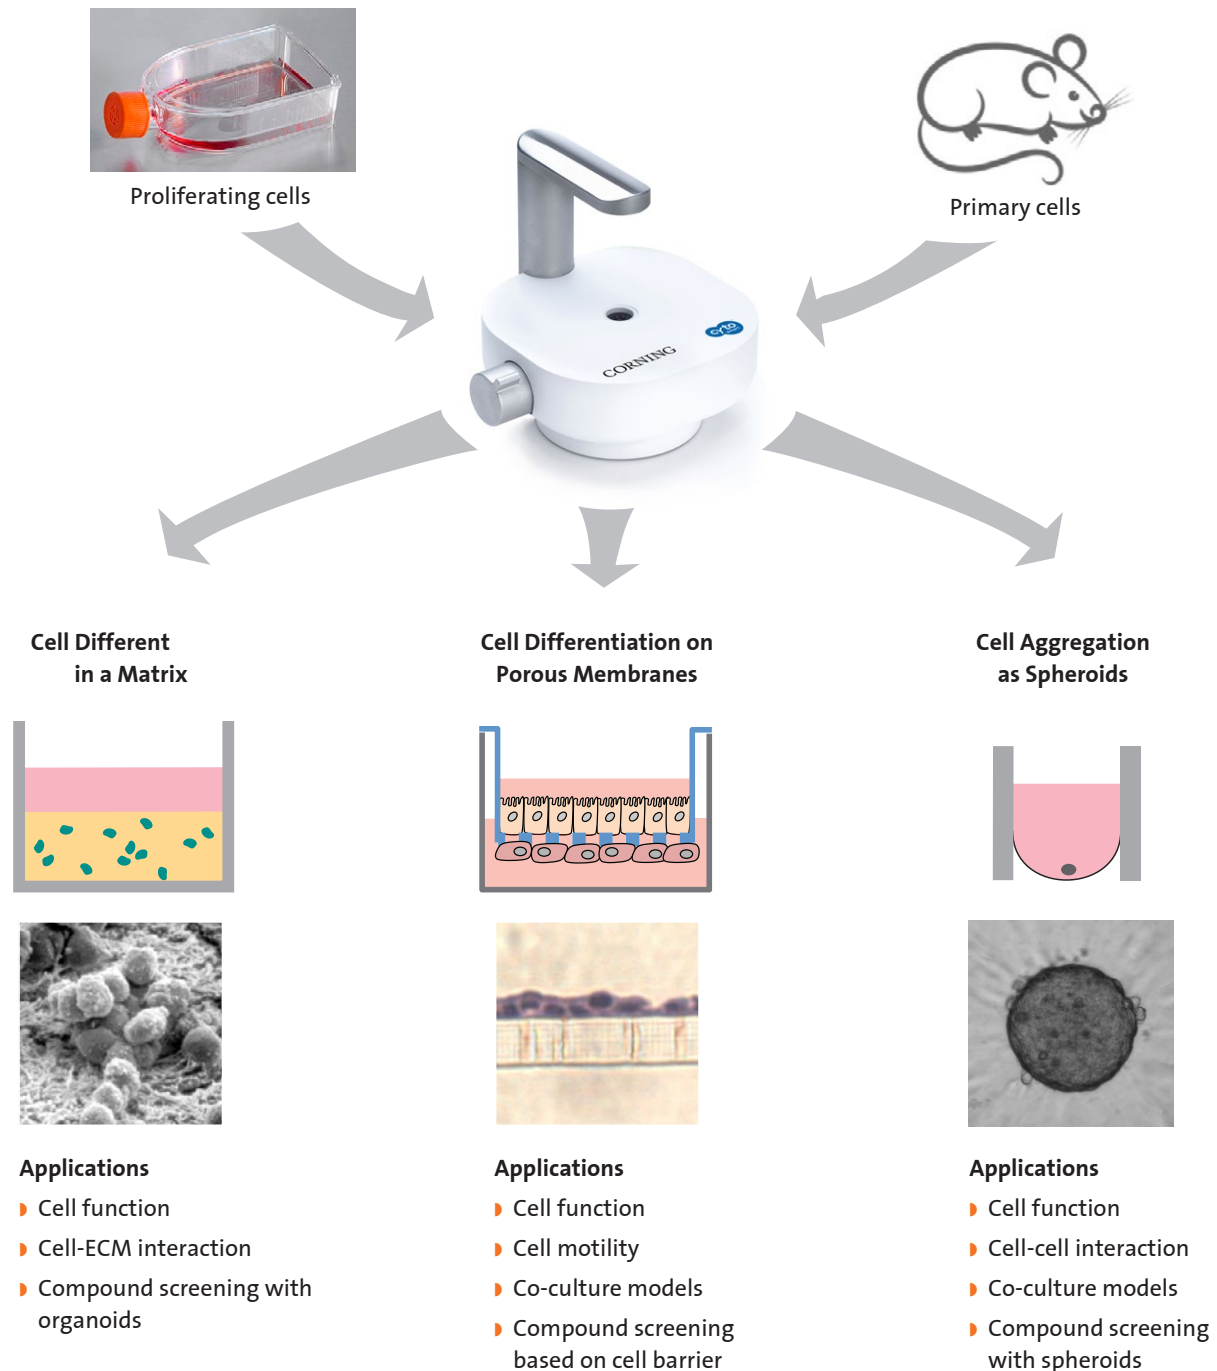 Proliferating cells
Primary cells
cyto
CORNING
Cell Different
in a Matrix
Cell Differentiation on
Porous Membranes
Cell Aggregation
as Spheroids
Applications
Cell function
Cell-ECM interaction
Compound screening with
organoids
Applications
Cell function
Cell motility
Co-culture models
Compound screening
based on cell barrier
Applications
Cell function
Cell-cell interaction
Co-culture models
Compound screening
with spheroids